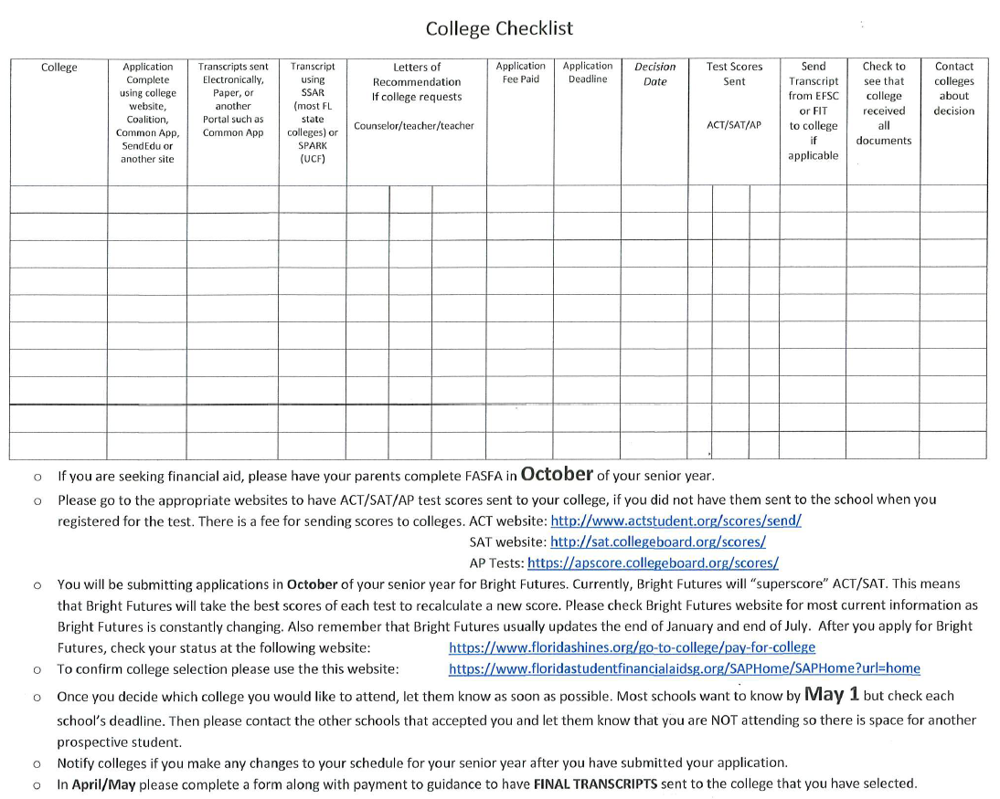 College Checklist
College
Application
Complete
using college
website,
Coalition,
Common App,
SendEdu or
another site
Transcripts sent
Electronically,
Paper, or
another
Portal such as
Common App
Transcript
using
SSAR
(most FL
state
colleges) or
SPARK
(UCF)
Letters of
Recommendation
If college requests
Counselor/teacher/teacher
Application
Fee Paid
Application
Deadline
Decision
Date
Test Scores
Sent
ACT/SAT/AP
Send
Transcript
from EFSC
or FIT
to college
if
applicable
Check to
see that
college
received
all
documents
Contact
colleges
about
decision
o If you are seeking financial aid, please have your parents complete FASFA in October of your senior year.
o Please go to the appropriate websites to have ACT/SAT/AP test scores sent to your college, if you did not have them sent to the school when you
registered for the test. There is a fee for sending scores to colleges. ACT website: http://www.actstudent.org/scores/send/
SAT website: http://sat.collegeboard.org/scores/
AP Tests: https://apscore.collegeboard.org/scores/
o You will be submitting applications in October of your senior year for Bright Futures. Currently, Bright Futures will “superscore” ACT/SAT. This means
that Bright Futures will take the best scores of each test to recalculate a new score. Please check Bright Futures website for most current information as
Bright Futures is constantly changing. Also remember that Bright Futures usually updates the end of January and end of July. After you apply for Bright
Futures, check your status at the following website: https://www.floridashines.org/go-to-college/pay-for-college
o To confirm college selection please use the this website: https://www.floridastudentfinancialaidsg.org/SAPHome/SAPHome?url=home
o Once you decide which college you would like to attend, let them know as soon as possible. Most schools want to know by May 1 but check each
school’s deadline. Then please contact the other schools that accepted you and let them know that you are NOT attending so there is space for another
prospective student.
o Notify colleges if you make any changes to your schedule for your senior year after you have submitted your application.
o In April/May please complete a form along with payment to guidance to have FINAL TRANSCRIPTS sent to the college that you have selected.